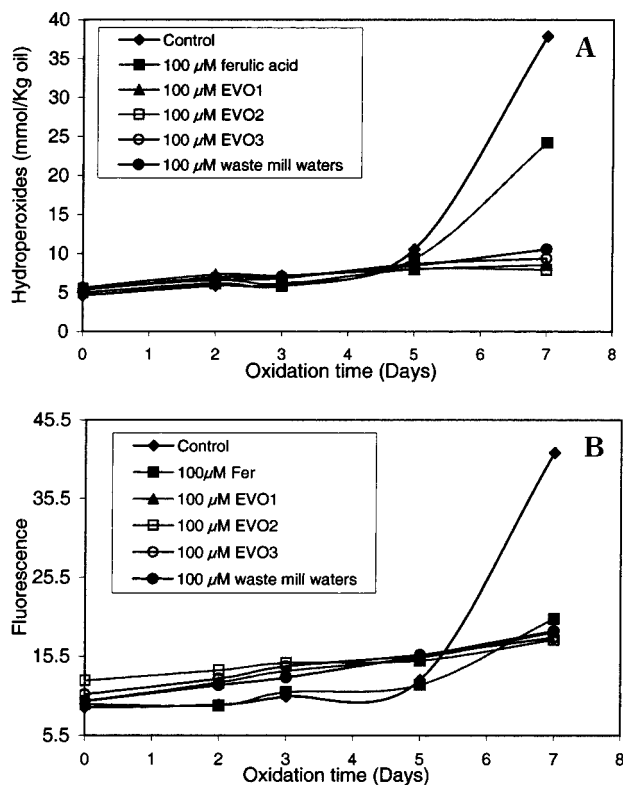 A
Hydroperoxides (mmol/Kg oil)
40
35
30
25
20
15
10
5
0
Control
100 µM ferulic acid
100 µM EVO1
100 µM EVO2
100 µM EVO3
100 µM waste mill waters
0 1 2 3 4 5 6 7 8
Oxidation time (Days)
B
Fluorescence
45.5
35.5
25.5
15.5
5.5
Control
100µM Fer
100 µM EVO1
100 µM EVO2
100 µM EVO3
100 µM waste mill waters
0 1 2 3 4 5 6 7 8
Oxidation time (Days)